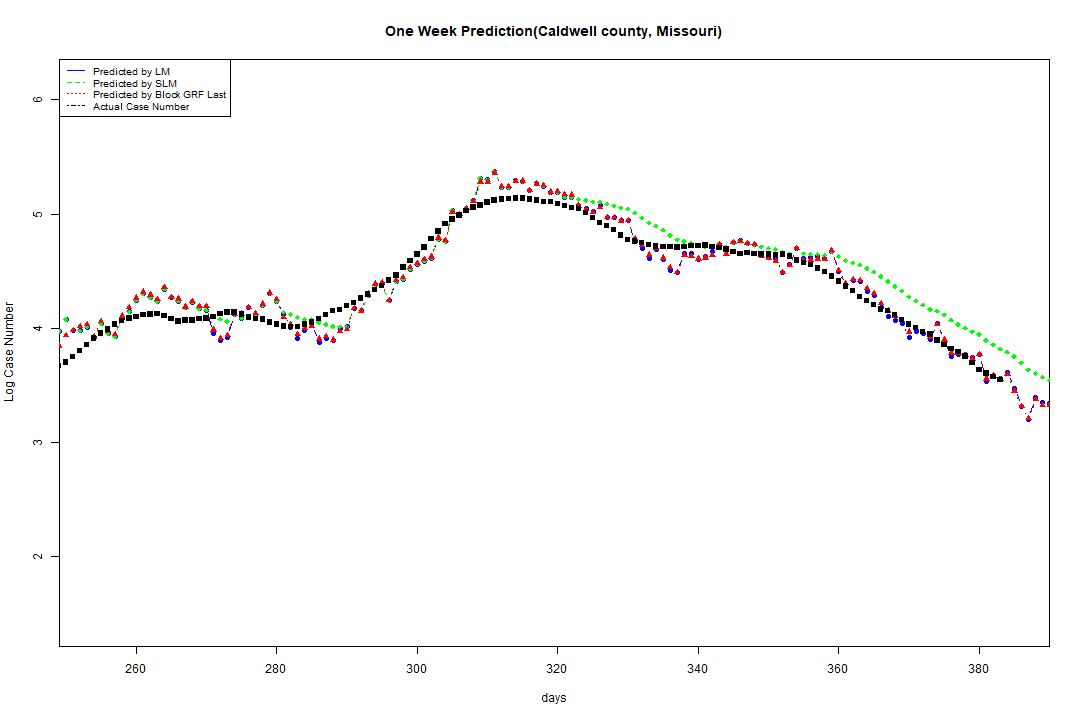 One Week Prediction(Caldwell county, Missouri)
Predicted by LM
Predicted by SLM
Predicted by Block GRF Last
Actual Case Number
6
5
4
3
2
Log Case Number
260 280 300 320 340 360 380
days